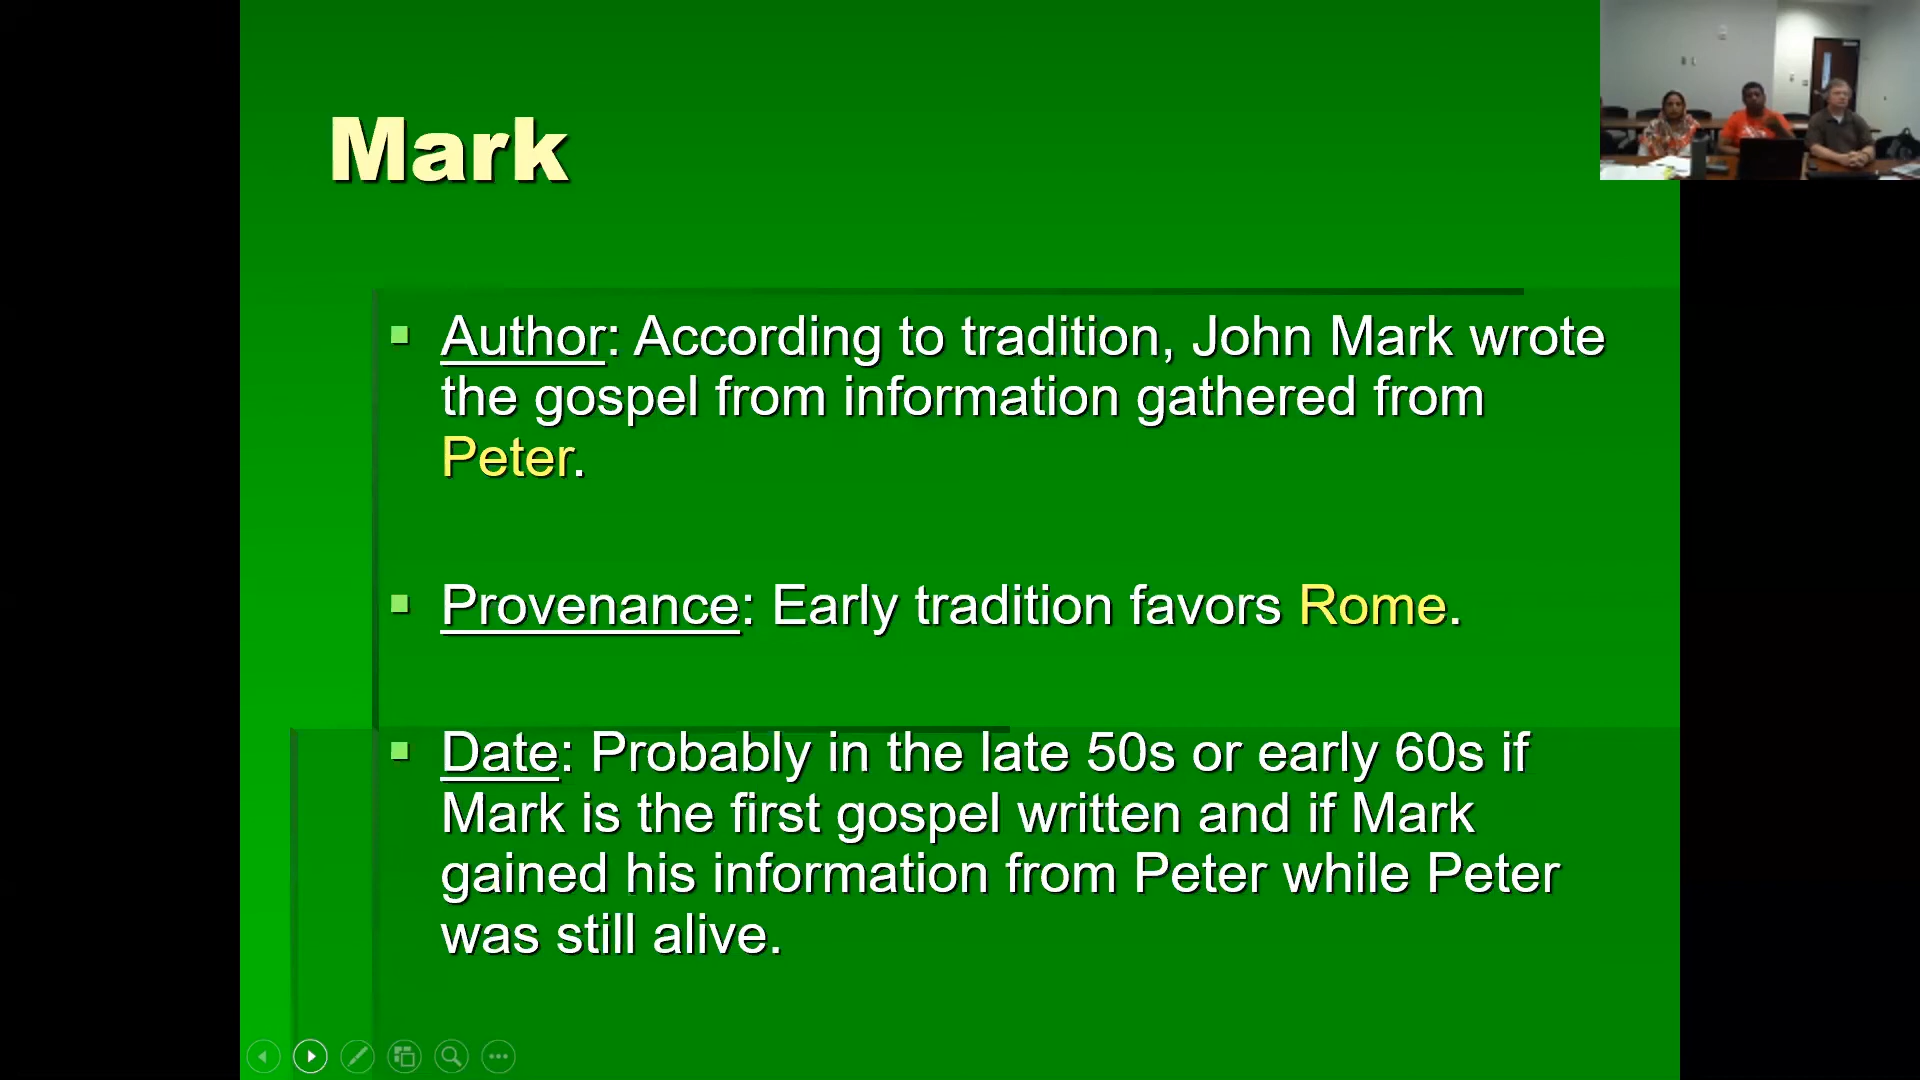 Mark
Author: According to tradition, John Mark wrote
the gospel from information gathered from
Peter.
Provenance: Early tradition favors Rome.
Date: Probably in the late 50s or early 60s if
Mark is the first gospel written and if Mark
gained his information from Peter while Peter
was still alive.